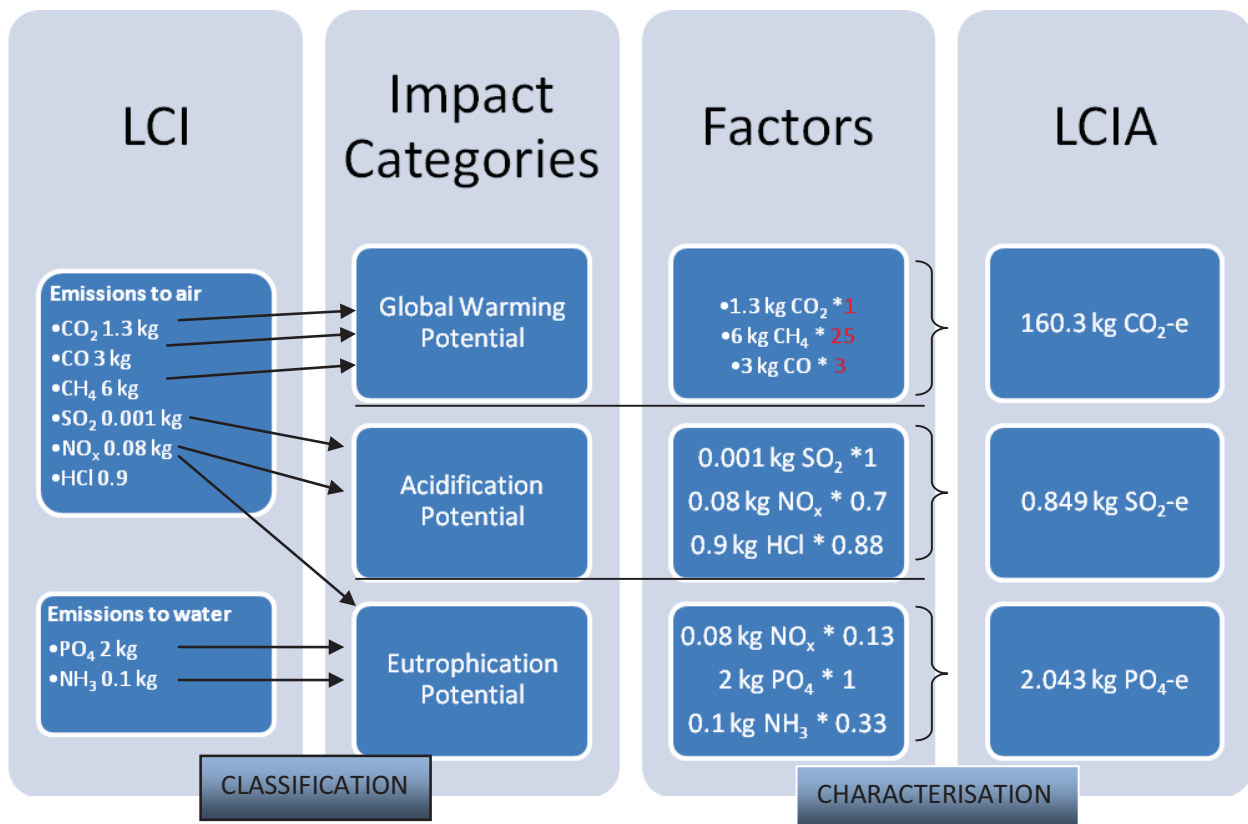 LCI
Impact
Categories
Factors
LCIA
Emissions to air
•CO₂ 1.3 kg
•CO 3 kg
•CH₄ 6 kg
•SO₂ 0.001 kg
•NOₓ 0.08 kg
•HCl 0.9
Emissions to water
•PO₄ 2 kg
•NH₃ 0.1 kg
Global Warming
Potential
Acidification
Potential
Eutrophication
Potential
•1.3 kg CO₂ *1
•6 kg CH₄ * 25
•3 kg CO * 3
0.001 kg SO₂ *1
0.08 kg NOₓ * 0.7
0.9 kg HCl * 0.88
0.08 kg NOₓ * 0.13
2 kg PO₄ * 1
0.1 kg NH₃ * 0.33
160.3 kg CO₂-e
0.849 kg SO₂-e
2.043 kg PO₄-e
CLASSIFICATION
CHARACTERISATION